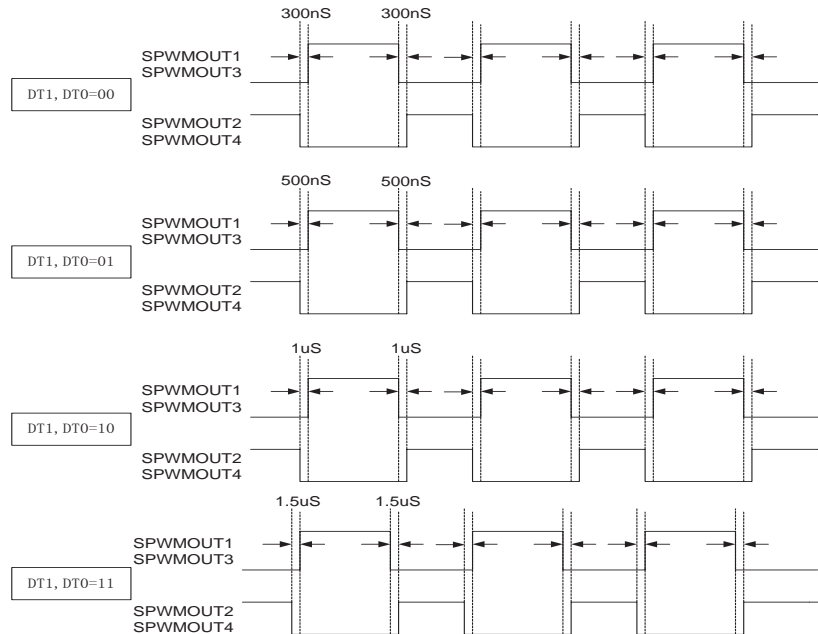 300nS 300nS
SPWMOUT1
SPWMOUT3
DT1, DT0=00
SPWMOUT2
SPWMOUT4
500nS 500nS
SPWMOUT1
SPWMOUT3
DT1, DT0=01
SPWMOUT2
SPWMOUT4
1uS 1uS
SPWMOUT1
SPWMOUT3
DT1, DT0=10
SPWMOUT2
SPWMOUT4
1.5uS 1.5uS
SPWMOUT1
SPWMOUT3
DT1, DT0=11
SPWMOUT2
SPWMOUT4